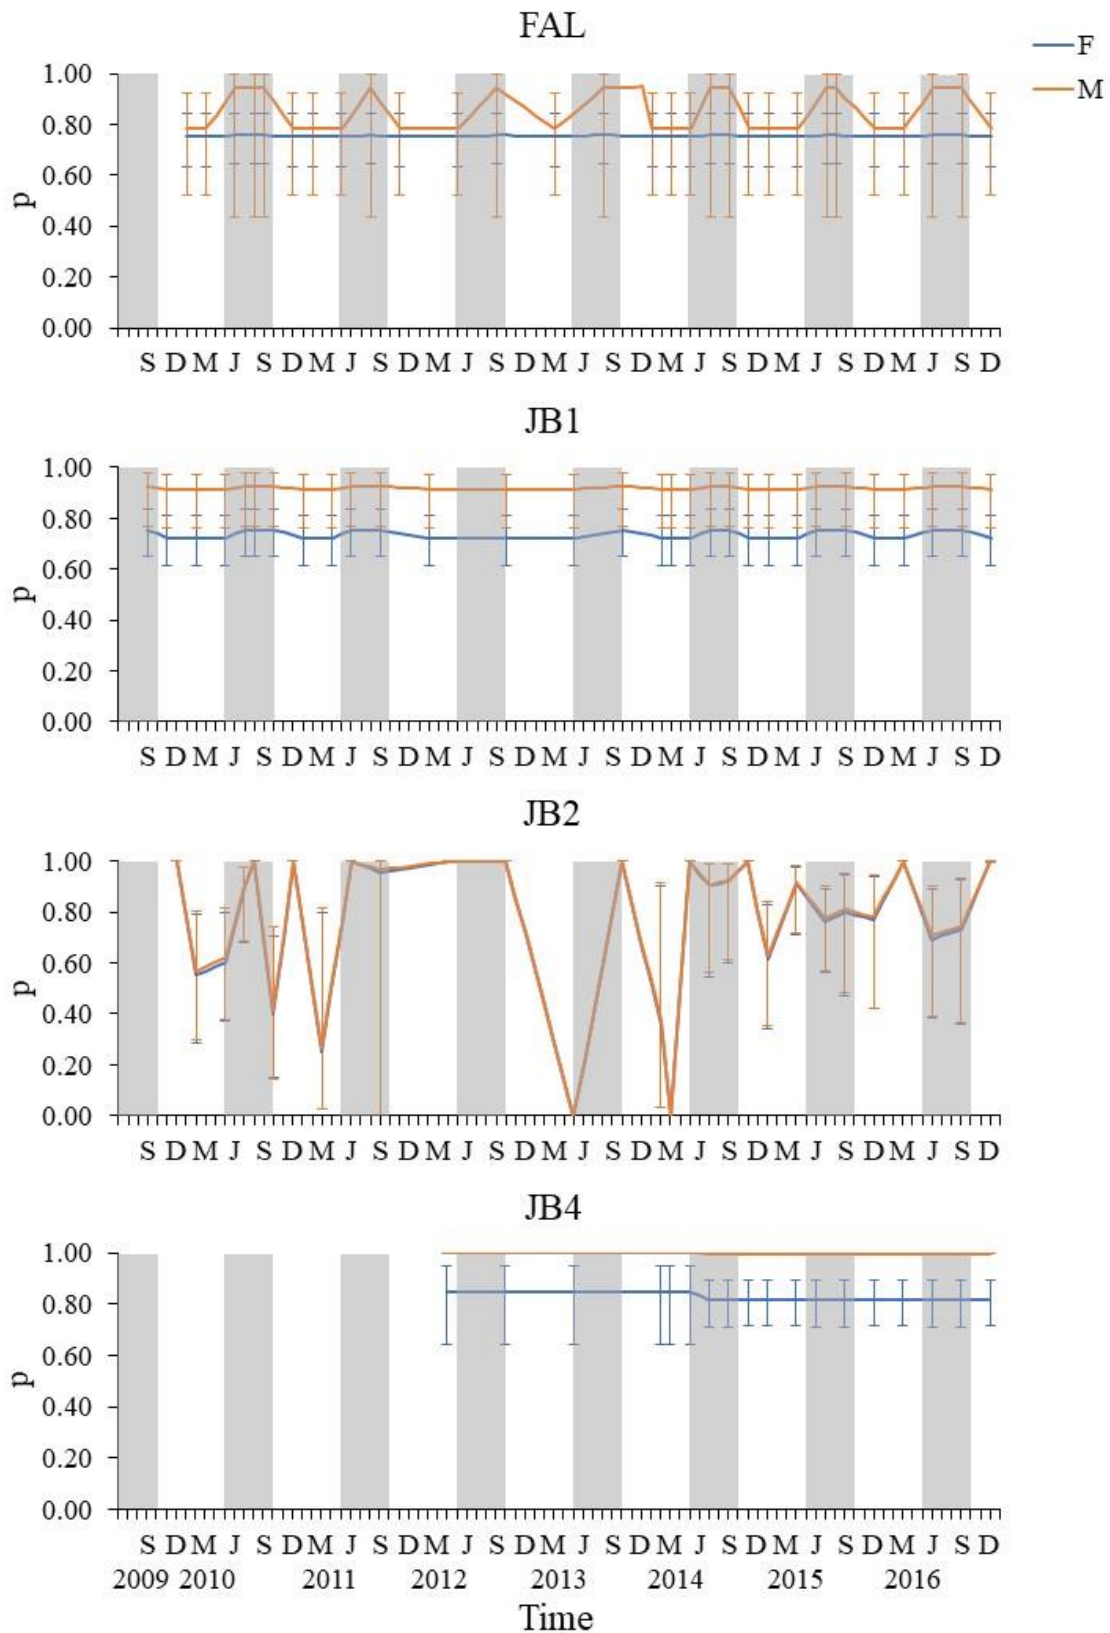 FAL
F
M
1.00
0.80
0.60
0.40
0.20
0.00
p
S D M J S D M J S D M J S D M J S D M J S D M J S D M J S D
JB1
1.00
0.80
0.60
0.40
0.20
0.00
p
S D M J S D M J S D M J S D M J S D M J S D M J S D M J S D
JB2
1.00
0.80
0.60
0.40
0.20
0.00
p
S D M J S D M J S D M J S D M J S D M J S D M J S D M J S D
JB4
1.00
0.80
0.60
0.40
0.20
0.00
p
S D M J S D M J S D M J S D M J S D M J S D M J S D M J S D
2009 2010 2011 2012 2013 2014 2015 2016
Time